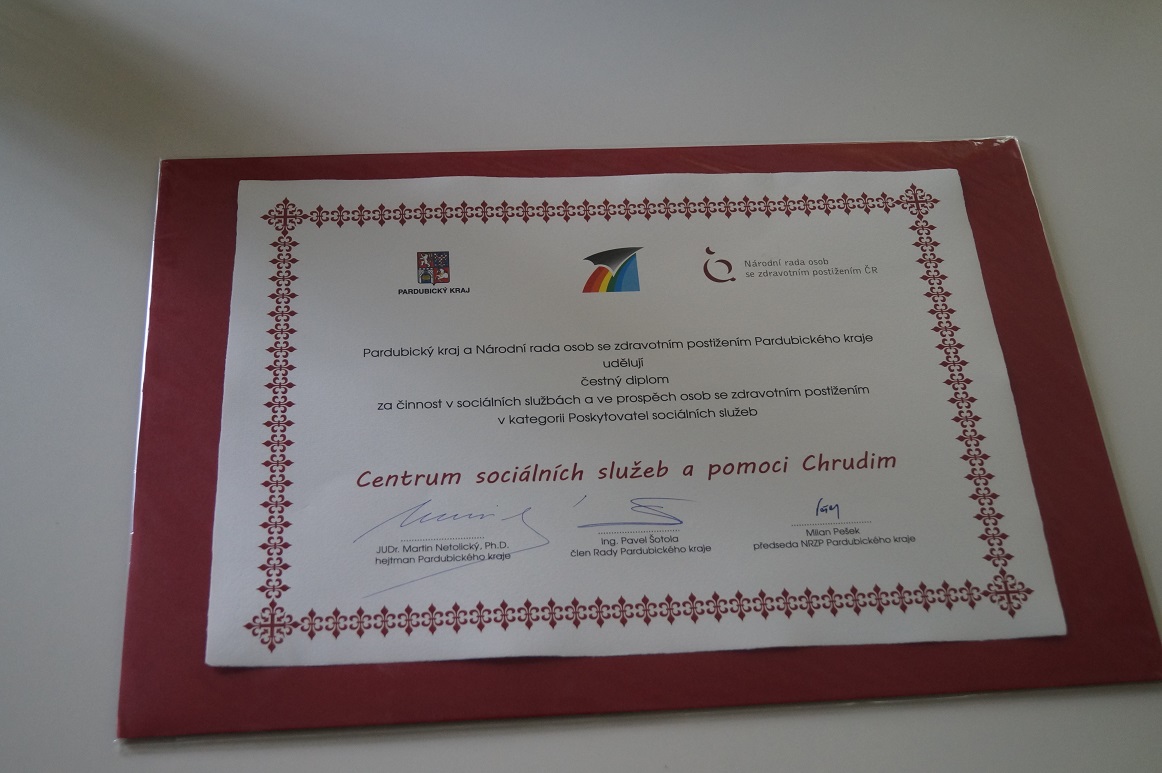 PARDUBICKÝ KRAJ
Národní rada osob
se zdravotním postižením ČR
Pardubický kraj a Národní rada osob se zdravotním postižením Pardubického kraje
udělují
čestný diplom
za činnost v sociálních službách a ve prospěch osob se zdravotním postižením
v kategorii Poskytovatel sociálních služeb
Centrum sociálních služeb a pomoci Chrudim
JUDr. Martin Netolický, Ph.D.
hejtman Pardubického kraje
Ing. Pavel Šotola
člen Rady Pardubického kraje
Milan Pešek
předseda NRZP Pardubického kraje